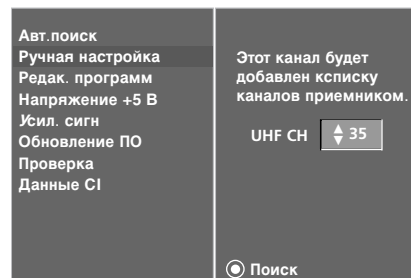 Авт.поиск
Ручная настройка
Редак. программ
Напряжение +5 В
Усил. сигн
Обновление ПО
Проверка
Данные CI
Этот канал будет
добавлен ксписку
каналов приемником.
UHF CH 35
Поиск